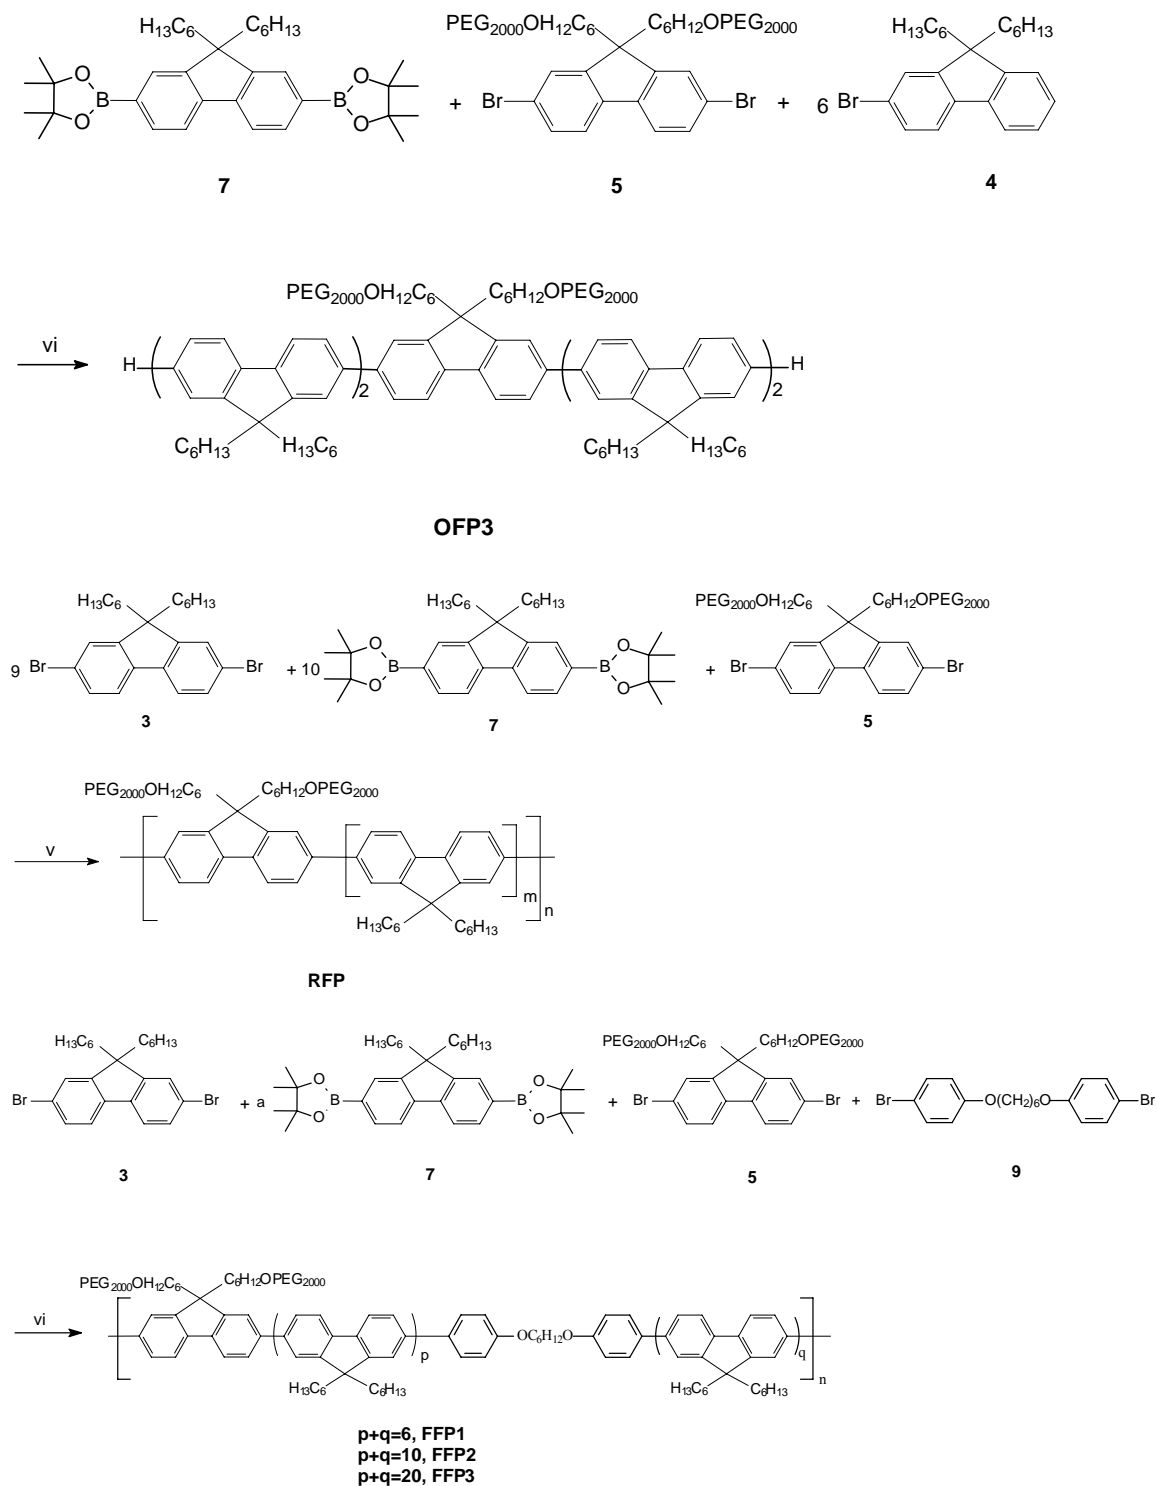 H13C6 C6H13 PEG2000OH12C6 C6H12OPEG2000 H13C6 C6H13
O B O B O O + Br Br + 6 Br
7 5 4
PEG2000OH12C6 C6H12OPEG2000
vi H ( )2 ( )2 H
C6H13 H13C6 C6H13 H13C6
OFP3
H13C6 C6H13 H13C6 C6H13 PEG2000OH12C6 C6H12OPEG2000
9 Br Br + 10 O B O B O O + Br Br
3 7 5
PEG2000OH12C6 C6H12OPEG2000
v [ [ ]m ]n
H13C6 C6H13
RFP
H13C6 C6H13 H13C6 C6H13 PEG2000OH12C6 C6H12OPEG2000
Br Br + a O B O B O O + Br Br + Br O(CH2)6O Br
3 7 5 9
PEG2000OH12C6 C6H12OPEG2000
vi [ ( )p OC6H12O ( )q ]n
H13C6 C6H13 H13C6 C6H13
p+q=6, FFP1
p+q=10, FFP2
p+q=20, FFP3